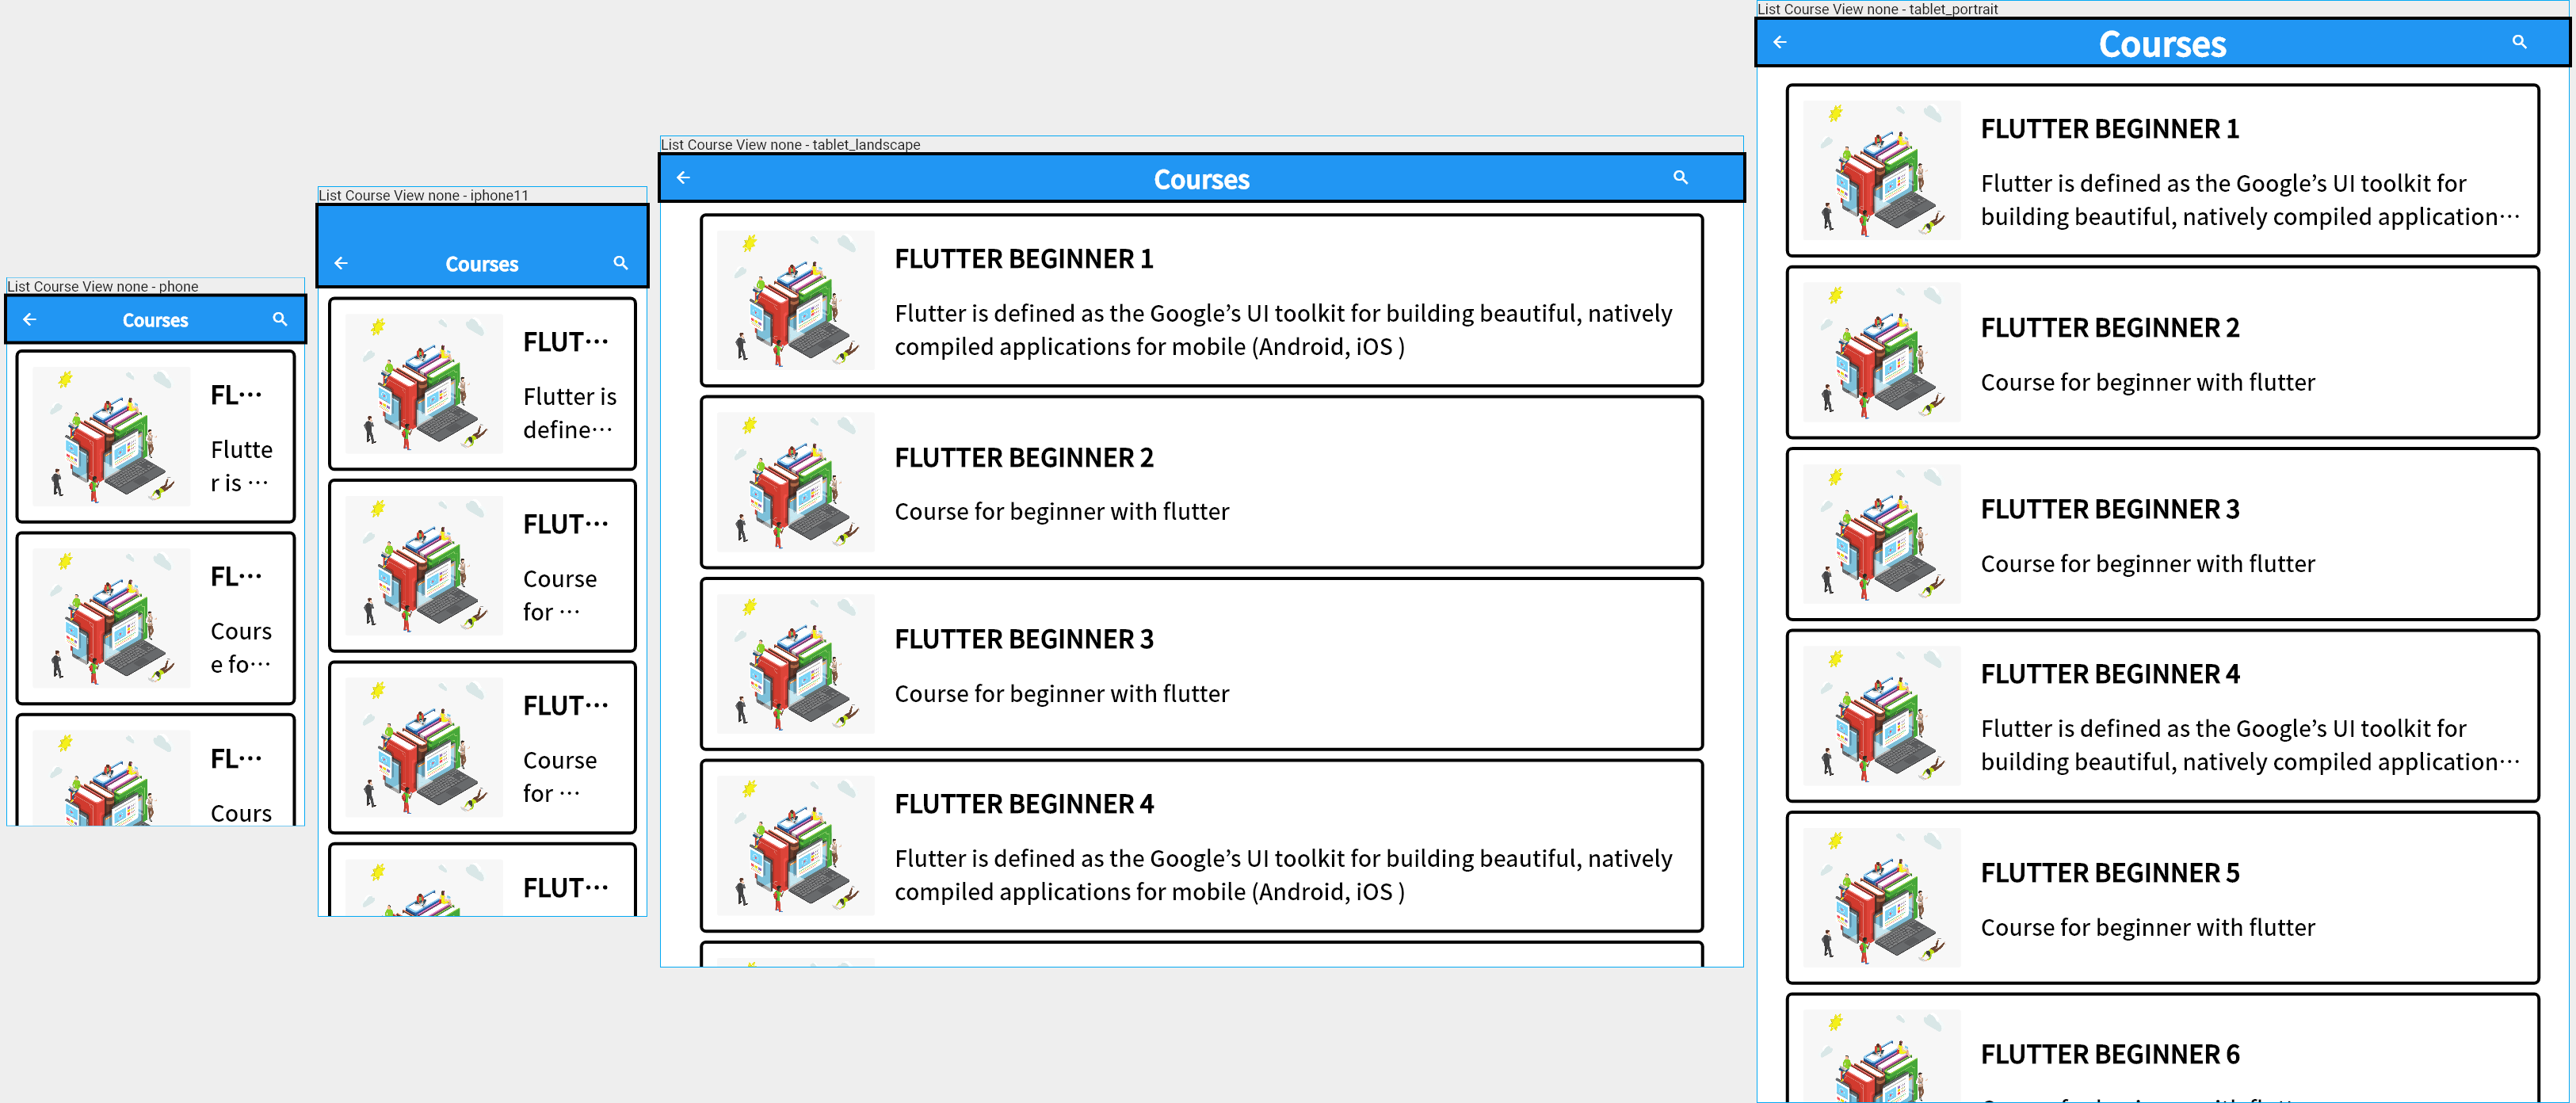 List Course View none - phone
Courses
FL…
Flutte
r is …
FL…
Cours
e fo…
FL…
Cours
List Course View none - iphone11
Courses
FLUT…
Flutter is
define…
FLUT…
Course
for …
FLUT…
Course
for …
FLUT…
List Course View none - tablet_landscape
Courses
FLUTTER BEGINNER 1
Flutter is defined as the Google’s UI toolkit for building beautiful, natively
compiled applications for mobile (Android, iOS )
FLUTTER BEGINNER 2
Course for beginner with flutter
FLUTTER BEGINNER 3
Course for beginner with flutter
FLUTTER BEGINNER 4
Flutter is defined as the Google’s UI toolkit for building beautiful, natively
compiled applications for mobile (Android, iOS )
List Course View none - tablet_portrait
Courses
FLUTTER BEGINNER 1
Flutter is defined as the Google’s UI toolkit for
building beautiful, natively compiled application…
FLUTTER BEGINNER 2
Course for beginner with flutter
FLUTTER BEGINNER 3
Course for beginner with flutter
FLUTTER BEGINNER 4
Flutter is defined as the Google’s UI toolkit for
building beautiful, natively compiled application…
FLUTTER BEGINNER 5
Course for beginner with flutter
FLUTTER BEGINNER 6